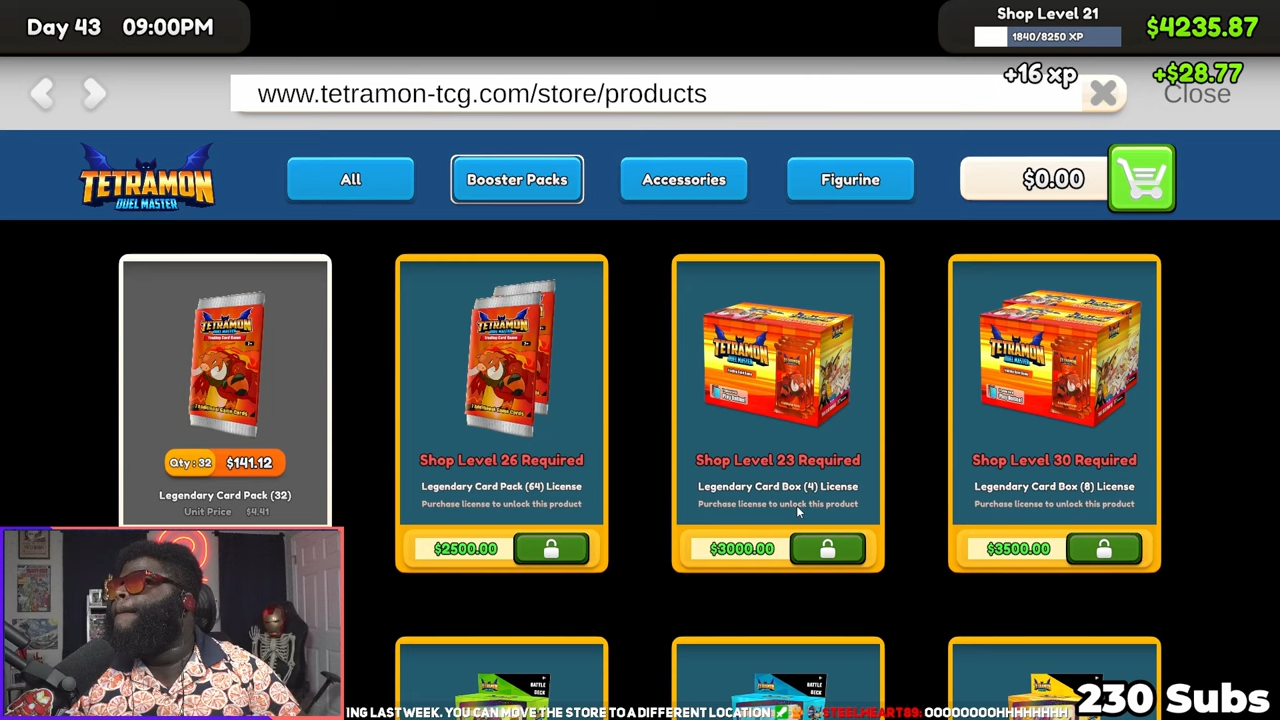 Day 43 09:00PM
Shop Level 21
1840/8250 XP
$4235.87
+16 xp
+$28.77
www.tetramon-tcg.com/store/products
Close
TETRAMON
DUEL MASTER
All
Booster Packs
Accessories
Figurine
$0.00
Qty : 32 $141.12
Legendary Card Pack (32)
Unit Price $4.41
Shop Level 26 Required
Legendary Card Pack (64) License
Purchase license to unlock this product
$2500.00
Shop Level 23 Required
Legendary Card Box (4) License
Purchase license to unlock this product
$3000.00
Shop Level 30 Required
Legendary Card Box (8) License
Purchase license to unlock this product
$3500.00
ING LAST WEEK. YOU CAN MOVE THE STORE TO A DIFFERENT LOCATION STEELHEART89: OOOOOOOOHHHHHHHH,
230 Subs